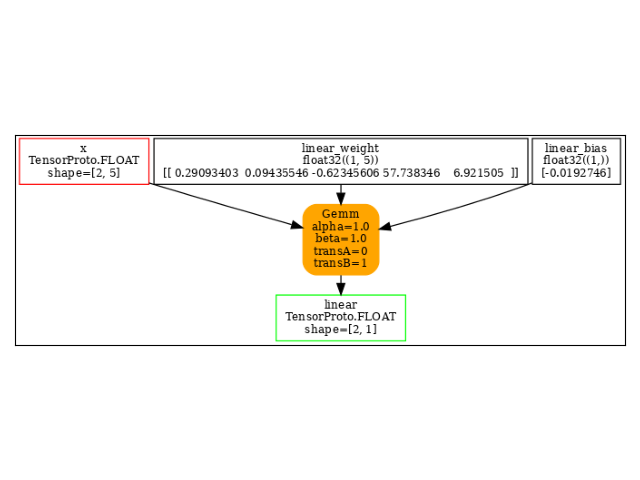 x
TensorProto.FLOAT
shape=[2, 5]
linear_weight
float32((1, 5))
[[ 0.29093403 0.09435546 -0.62345606 57.738346 6.921505 ]]
linear_bias
float32((1,))
[-0.0192746]
Gemm
alpha=1.0
beta=1.0
transA=0
transB=1
linear
TensorProto.FLOAT
shape=[2, 1]